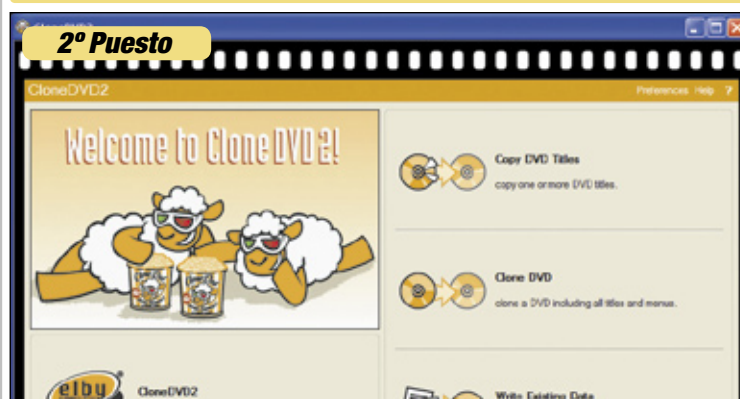 2º Puesto
CloneDVD2
Preferences Help ?
Welcome to CloneDVD2!
Copy DVD Titles
copy one or more DVD titles.
Clone DVD
clone a DVD including all titles and menus.
elby
CloneDVD2
Write Existing Data